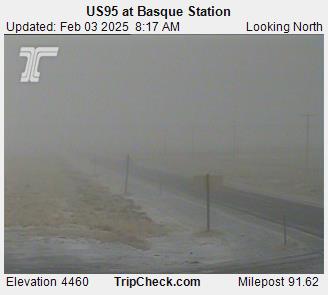 US95 at Basque Station
Updated: Feb 03 2025 8:17 AM Looking North
Elevation 4460 TripCheck.com Milepost 91.62